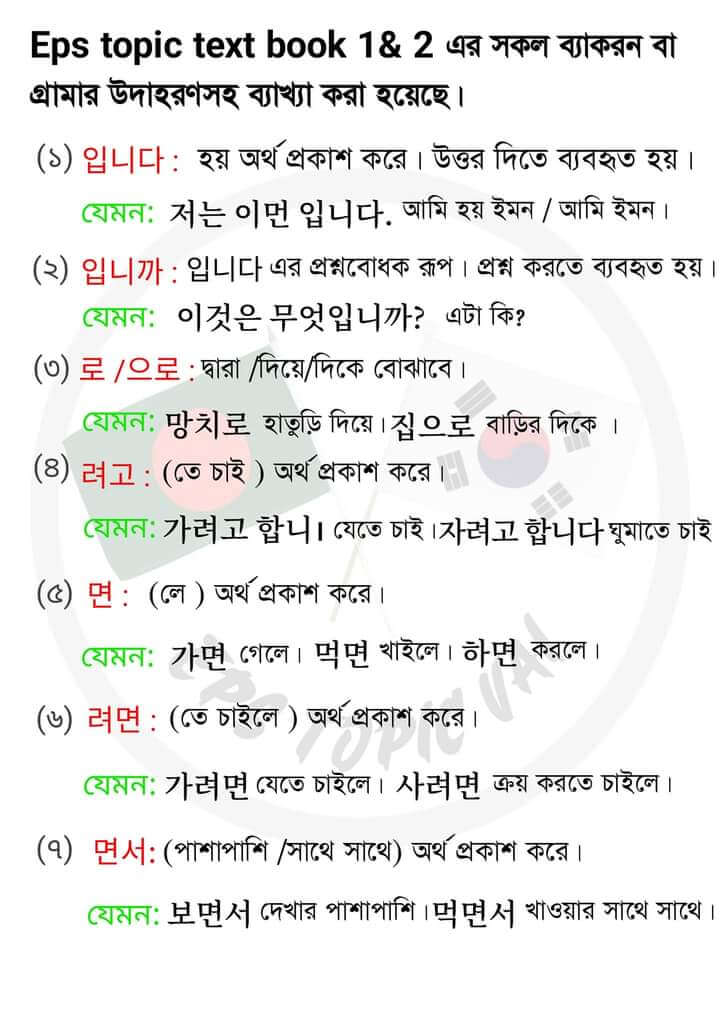 Eps topic text book 1& 2 এর সকল ব্যাকরন বা
গ্রামার উদাহরণসহ ব্যাখ্যা করা হয়েছে।
(১) 입니다 : হয় অর্থ প্রকাশ করে। উত্তর দিতে ব্যবহৃত হয়।
যেমন: 저는 이먼 입니다. আমি হয় ইমন / আমি ইমন।
(২) 입니까 : 입니다 এর প্রশ্নবোধক রূপ। প্রশ্ন করতে ব্যবহৃত হয়।
যেমন: 이것은 무엇입니까? এটা কি?
(৩) 로 /으로 : দ্বারা /দিয়ে/দিকে বোঝাবে।
যেমন: 망치로 হাতুড়ি দিয়ে। 집으로 বাড়ির দিকে ।
(৪) 려고 : (তে চাই ) অর্থ প্রকাশ করে।
যেমন: 가려고 합니। যেতে চাই। 자려고 합니다 ঘুমাতে চাই
(৫) 면 : (লে ) অর্থ প্রকাশ করে।
যেমন: 가면 গেলে। 먹면 খাইলে। 하면 করলে।
(৬) 려면 : (তে চাইলে ) অর্থ প্রকাশ করে।
যেমন: 가려면 যেতে চাইলে। 사려면 ক্রয় করতে চাইলে।
(৭) 면서: (পাশাপাশি /সাথে সাথে) অর্থ প্রকাশ করে।
যেমন: 보면서 দেখার পাশাপাশি। 먹면서 খাওয়ার সাথে সাথে।
EPS TOPIC VAI